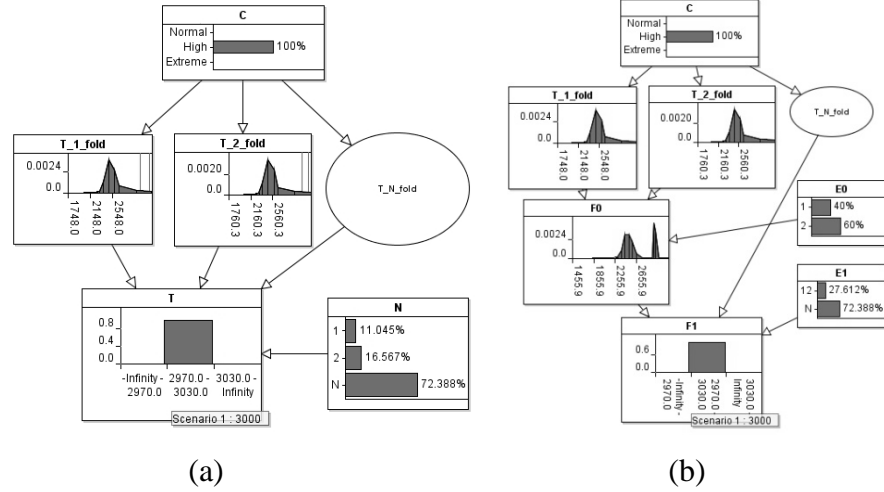 C
Normal
High
Extreme
100%
T_1_fold
0.0024
0.0
1748.0
2148.0
2548.0
T_2_fold
0.0020
0.0
1760.3
2160.3
2560.3
T_N_fold
T
0.8
0.4
0.0
-Infinity -
2970.0
2970.0 -
3030.0
3030.0 -
Infinity
Scenario 1 : 3000
N
1 11.045%
2 16.567%
N 72.388%
(a)
C
Normal
High
Extreme
100%
T_1_fold
0.0024
0.0
1748.0
2148.0
2548.0
T_2_fold
0.0020
0.0
1760.3
2160.3
2560.3
T_N_fold
F0
0.0024
0.0
1455.9
1855.9
2255.9
2655.9
E0
1 40%
2 60%
E1
12 27.612%
N 72.388%
F1
0.6
0.0
-Infinity -
2970.0
2970.0
3030.0
3030.0 -
Infinity
Scenario 1 : 3000
(b)